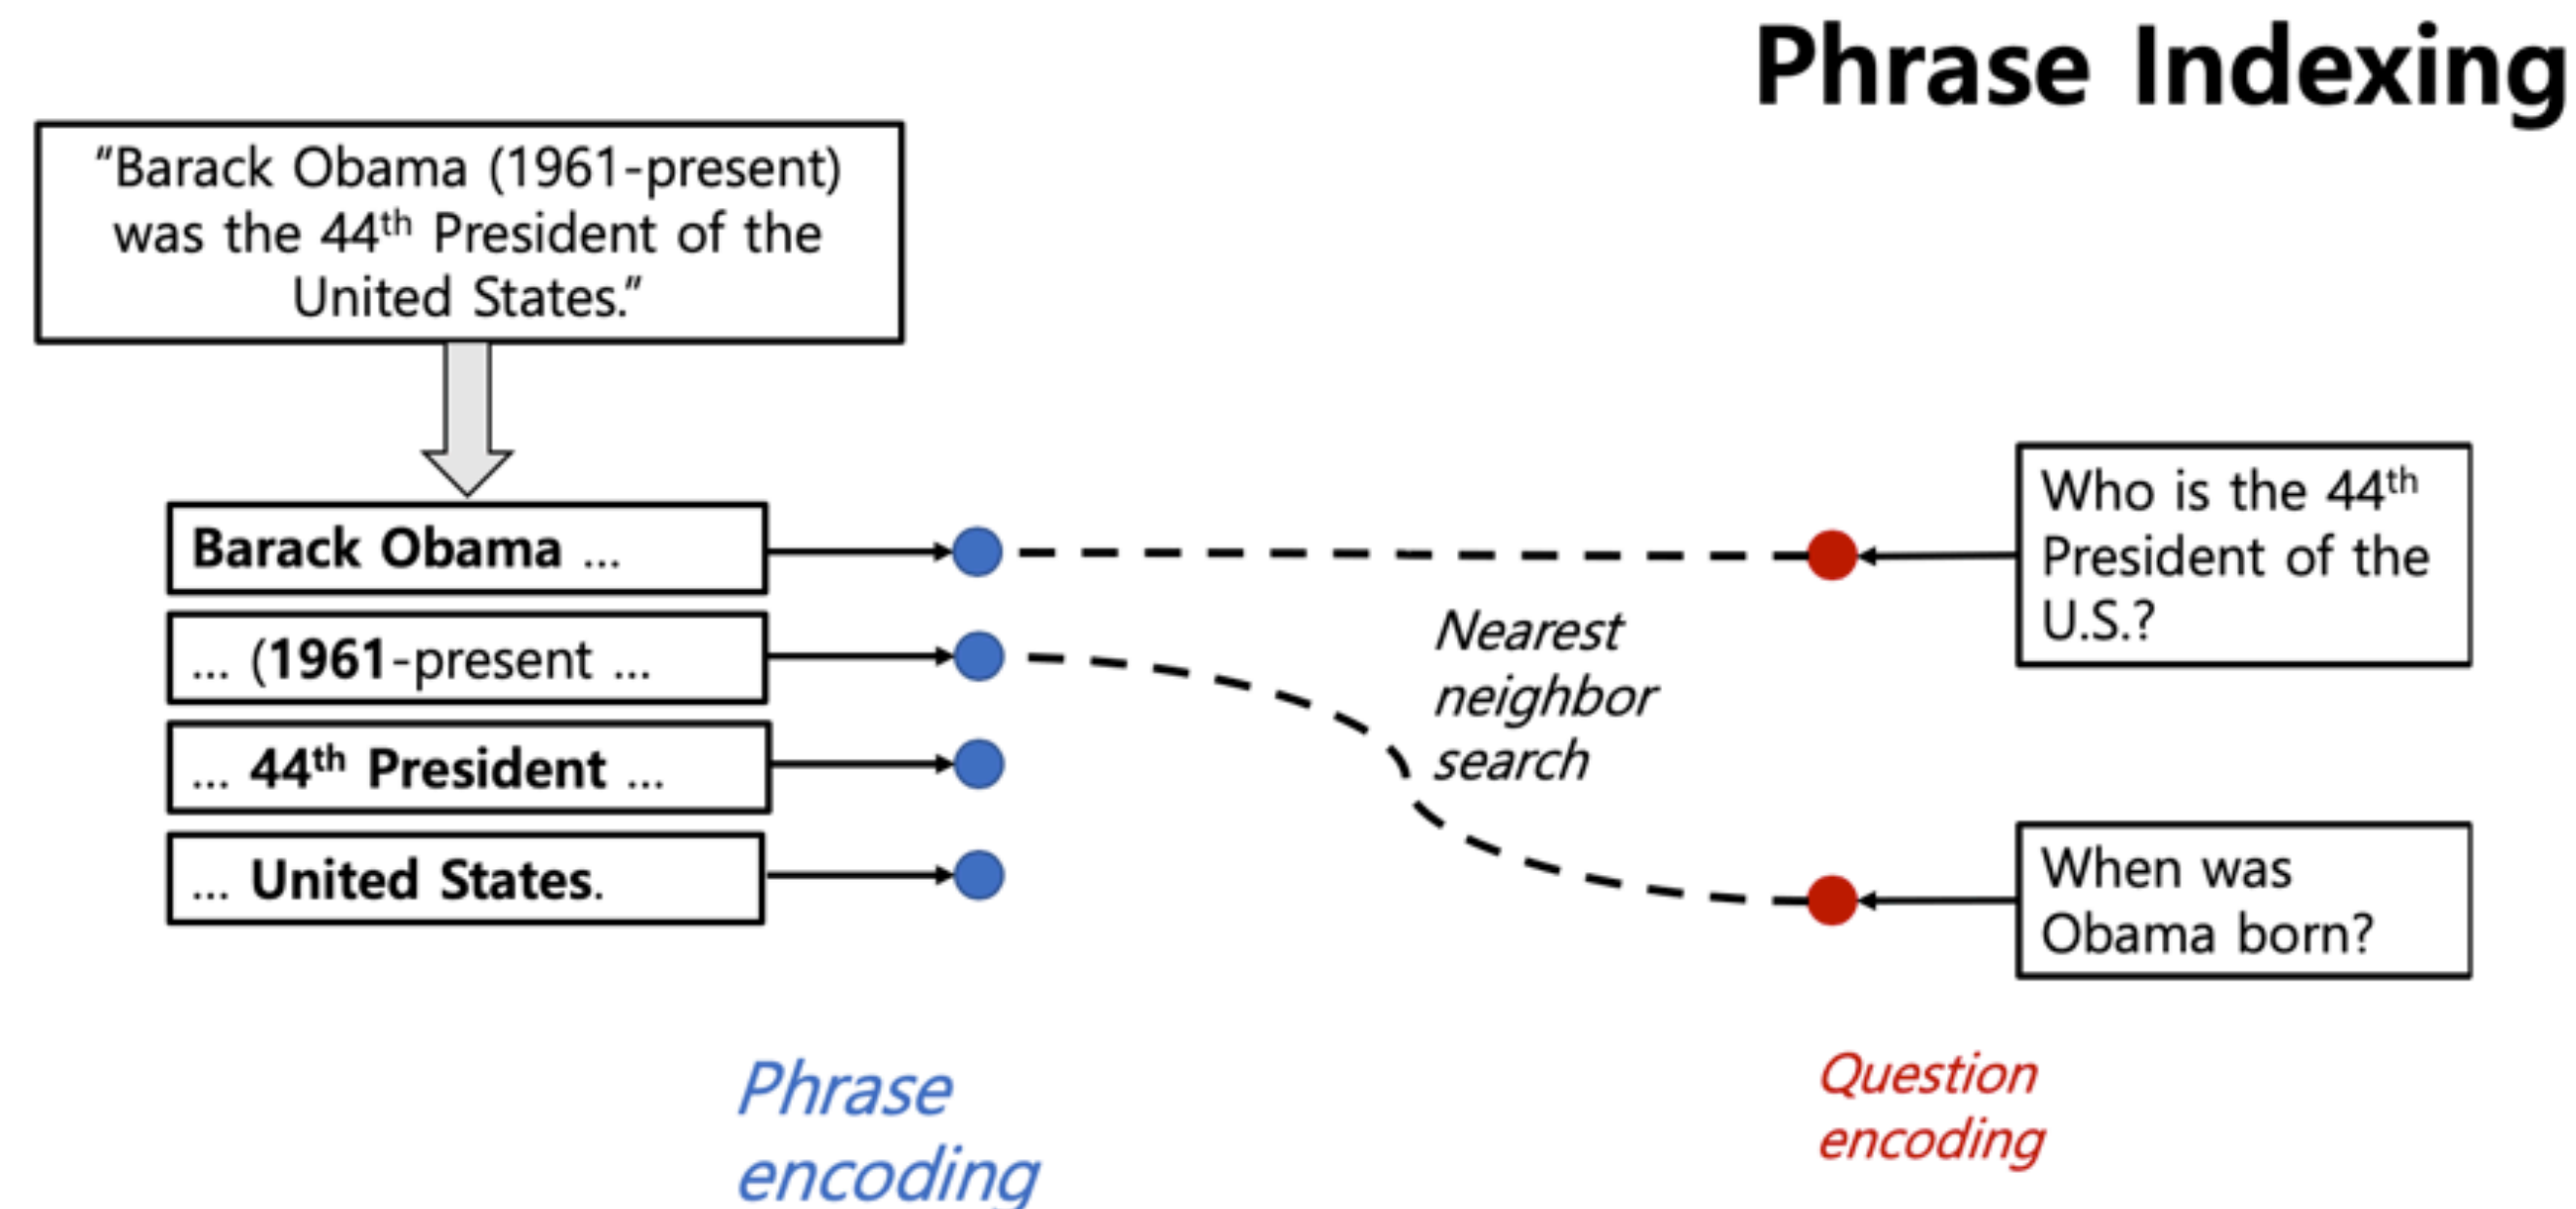 Phrase Indexing
"Barack Obama (1961-present)
was the 44th President of the
United States."
Barack Obama ...
... (1961-present ...
... 44th President ...
... United States.
Nearest
neighbor
search
Who is the 44th
President of the
U.S.?
When was
Obama born?
Phrase
encoding
Question
encoding